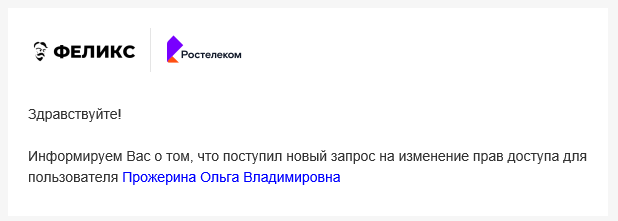 ФЕЛИКС
Ростелеком
Здравствуйте!
Информируем Вас о том, что поступил новый запрос на изменение прав доступа для
пользователя Прожерина Ольга Владимировна